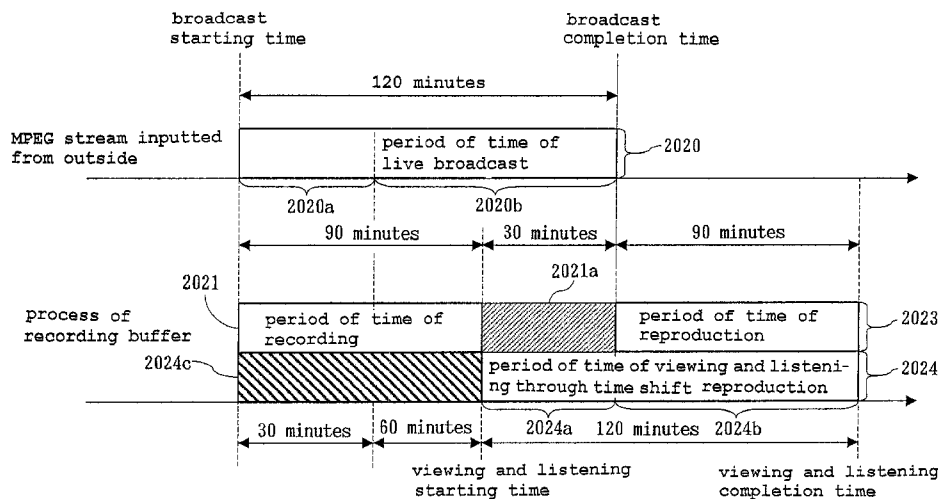 broadcast
starting time
broadcast
completion time
120 minutes
MPEG stream inputted
from outside
period of time of
live broadcast
2020
2020a
2020b
90 minutes
30 minutes
90 minutes
2021
2021a
process of
recording buffer
period of time of
recording
period of time of
reproduction
2023
2024c
period of time of viewing and listen-
ing through time shift reproduction
2024
30 minutes
60 minutes
2024a
120 minutes
2024b
viewing and listening
starting time
viewing and listening
completion time